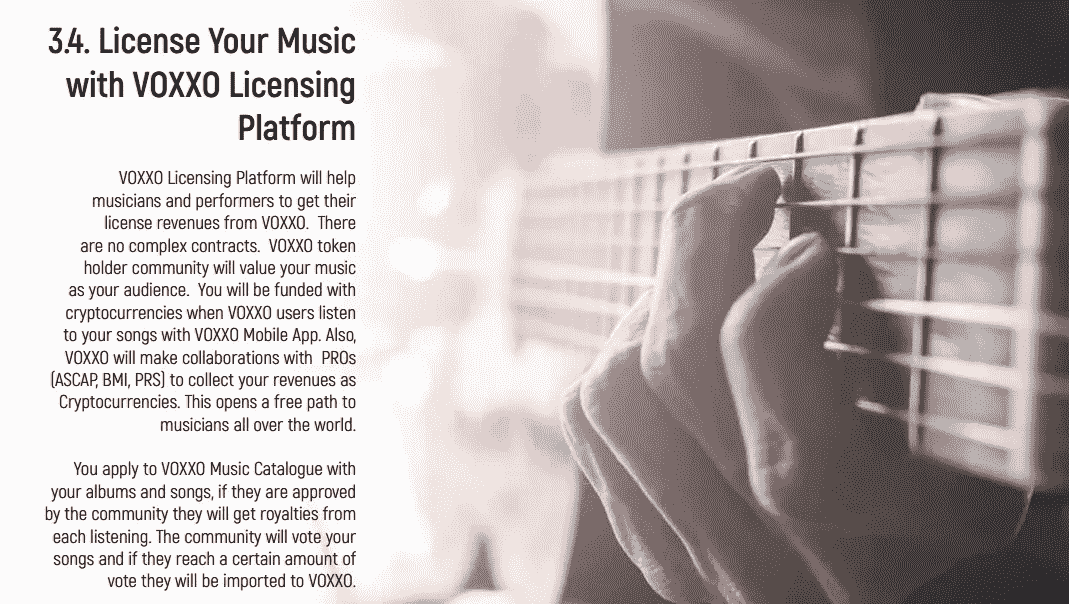 3.4. License Your Music
with VOXXO Licensing
Platform
VOXXO Licensing Platform will help
musicians and performers to get their
license revenues from VOXXO. There
are no complex contracts. VOXXO token
holder community will value your music
as your audience. You will be funded with
cryptocurrencies when VOXXO users listen
to your songs with VOXXO Mobile App. Also,
VOXXO will make collaborations with PROs
(ASCAP, BMI, PRS) to collect your revenues as
Cryptocurrencies. This opens a free path to
musicians all over the world.
You apply to VOXXO Music Catalogue with
your albums and songs, if they are approved
by the community they will get royalties from
each listening. The community will vote your
songs and if they reach a certain amount of
vote they will be imported to VOXXO.